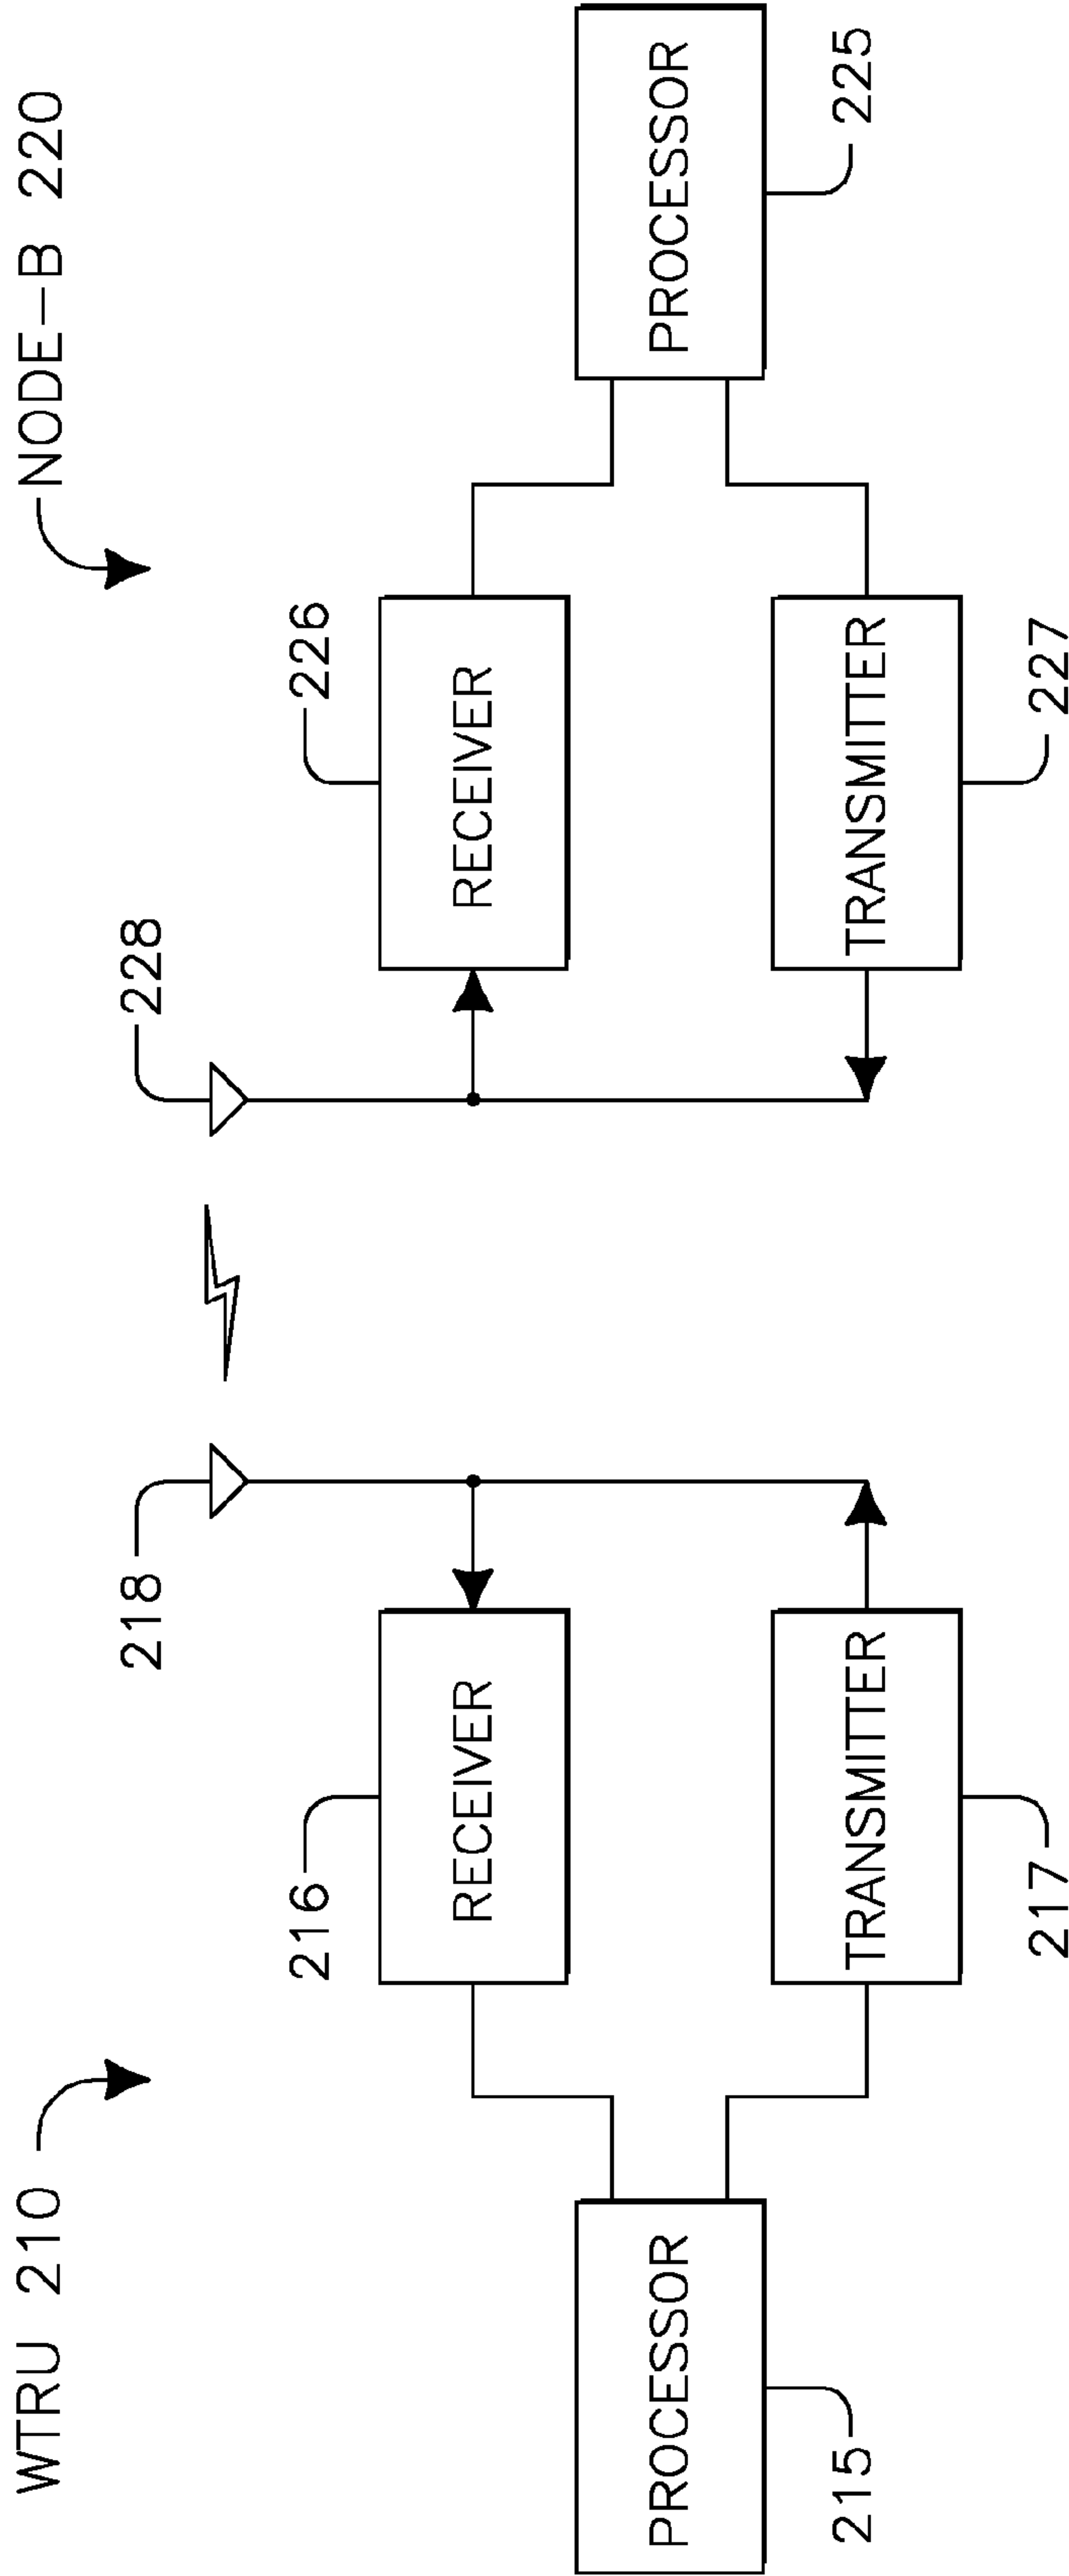 WTRU 210
NODE-B 220
218
228
216
226
RECEIVER
RECEIVER
PROCESSOR
PROCESSOR
215
225
TRANSMITTER
TRANSMITTER
217
227